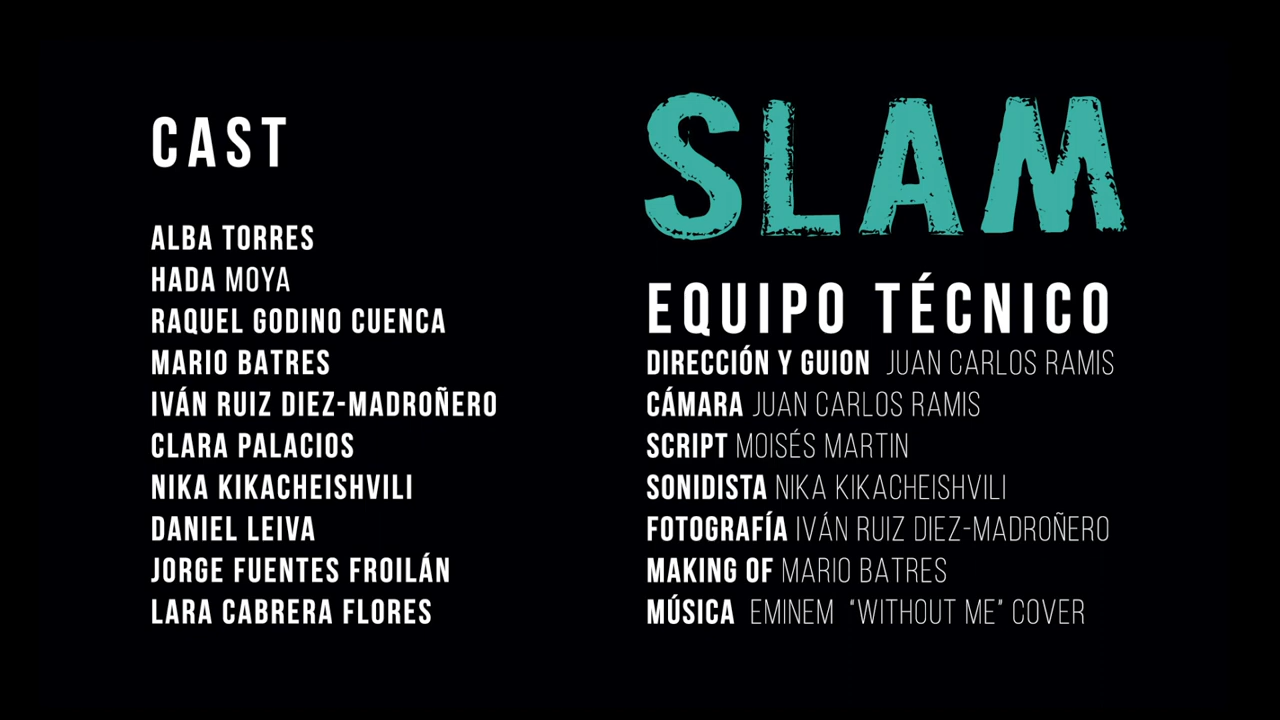 CAST
ALBA TORRES
HADA MOYA
RAQUEL GODINO CUENCA
MARIO BATRES
IVÁN RUIZ DIEZ-MADROÑERO
CLARA PALACIOS
NIKA KIKACHEISHVILI
DANIEL LEIVA
JORGE FUENTES FROILÁN
LARA CABRERA FLORES
SLAM
EQUIPO TÉCNICO
DIRECCIÓN Y GUION JUAN CARLOS RAMIS
CÁMARA JUAN CARLOS RAMIS
SCRIPT MOISÉS MARTIN
SONIDISTA NIKA KIKACHEISHVILI
FOTOGRAFÍA IVÁN RUIZ DIEZ-MADROÑERO
MAKING OF MARIO BATRES
MÚSICA EMINEM “WITHOUT ME” COVER